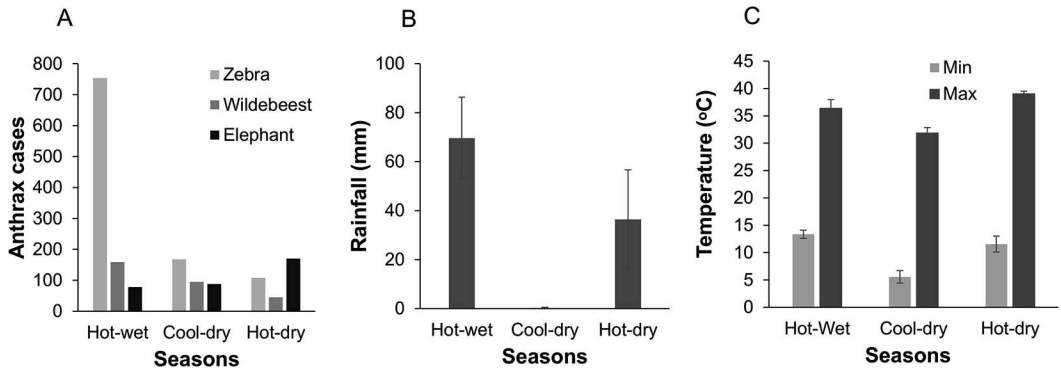 A
Anthrax cases
800
700
600
500
400
300
200
100
0
Zebra
Wildebeest
Elephant
Hot-wet Cool-dry Hot-dry
Seasons
B
Rainfall (mm)
100
80
60
40
20
0
Hot-wet Cool-dry Hot-dry
Seasons
C
Temperature (ºC)
45
40
35
30
25
20
15
10
5
0
Min
Max
Hot-Wet Cool-dry Hot-dry
Seasons